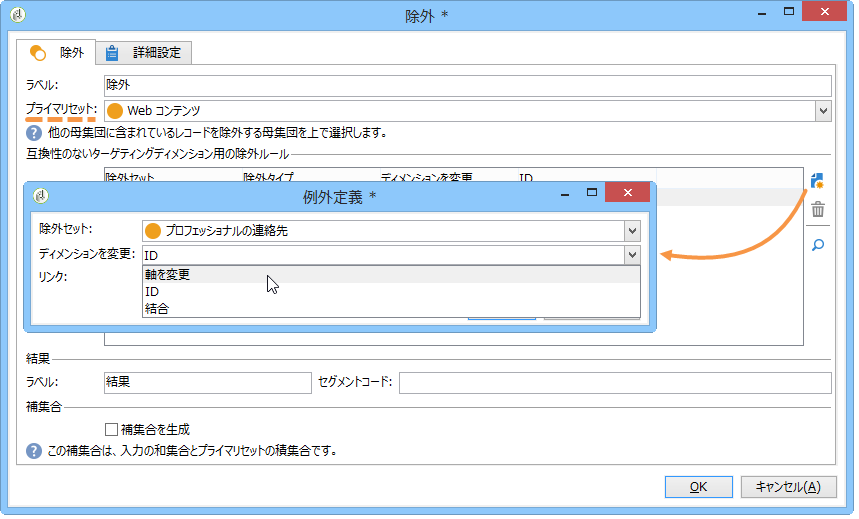 除外 *
除外
詳細設定
ラベル:
除外
プライマリセット:
Web コンテンツ
他の母集団に含まれているレコードを除外する母集団を上で選択します。
互換性のないターゲティングディメンション用の除外ルール
除外セット 除外タイプ ディメンションを変更 ID
例外定義 *
除外セット:
プロフェッショナルの連絡先
ディメンションを変更:
ID
リンク:
軸を変更
ID
結合
結果
ラベル:
結果
セグメントコード:
補集合
補集合を生成
この補集合は、入力の和集合とプライマリセットの積集合です。
OK
キャンセル(A)